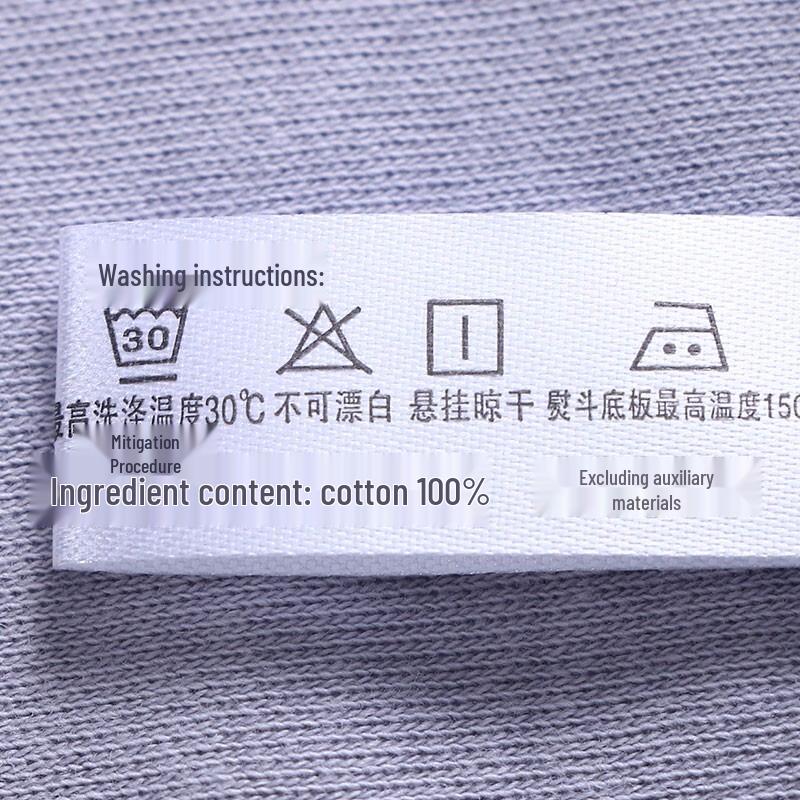 Washing instructions:
30
最高洗涤温度30℃ 不可漂白 悬挂晾干 熨斗底板最高温度150
Mitigation
Procedure
Ingredient content: cotton 100%
Excluding auxiliary
materials